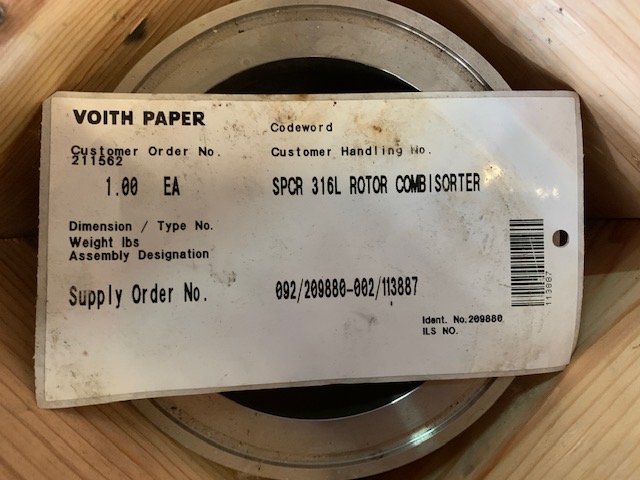 VOITH PAPER
Codeword
Customer Order No.
211562
Customer Handling No.
1.00 EA
SPCR 316L ROTOR COMBISORTER
Dimension / Type No.
Weight lbs
Assembly Designation
Supply Order No.
092/209880-002/113887
113887
Ident. No.209880
ILS NO.